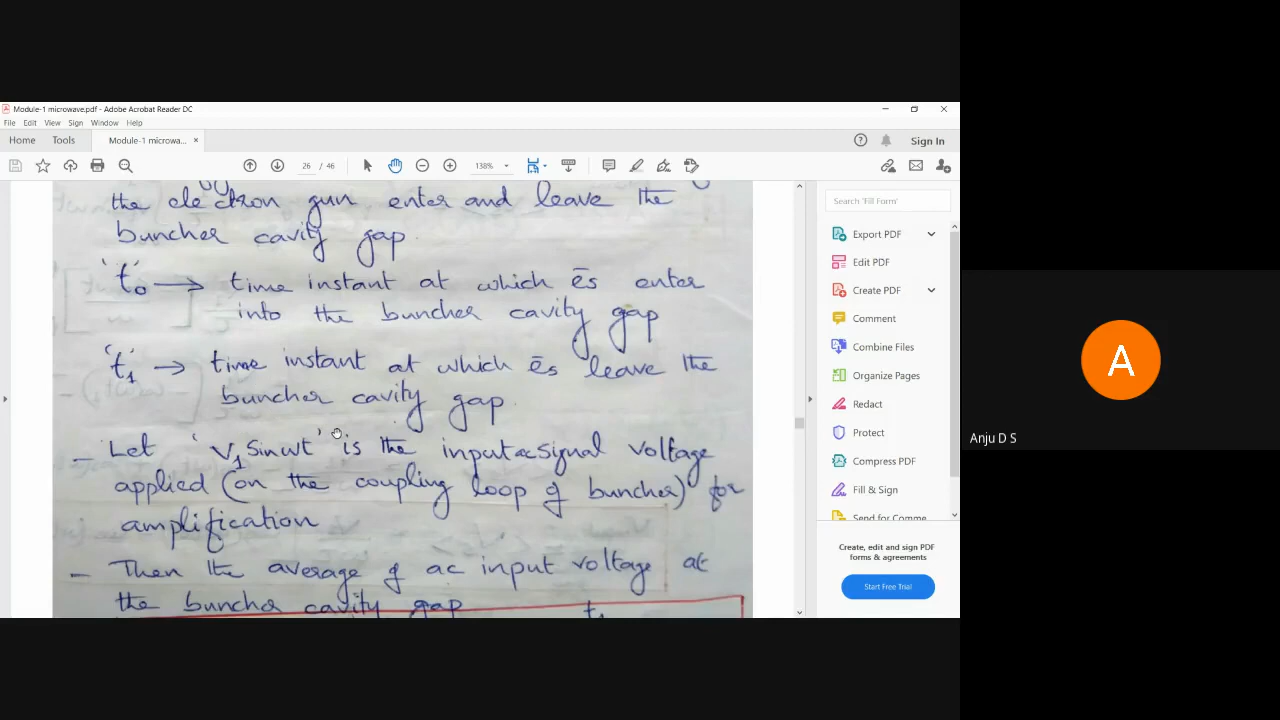 Module-1 microwave.pdf - Adobe Acrobat Reader DC
File Edit View Sign Window Help
Home Tools Module-1 microwa... × Sign In
26 / 46 138%
the electron gun enter and leave the
buncher cavity gap
't₀' → time instant at which ēs enter
into the buncher cavity gap
't₁' → time instant at which ēs leave the
buncher cavity gap.
- Let 'V₁ Sinωt' is the input signal voltage
applied (on the coupling loop of buncher) for
amplification
- Then the average of ac input voltage at
the buncher cavity gap t₁
Search 'Fill Form'
Export PDF
Edit PDF
Create PDF
Comment
Combine Files
Organize Pages
Redact
Protect
Compress PDF
Fill & Sign
Send for Comme
Create, edit and sign PDF
forms & agreements
Start Free Trial
A
Anju D S